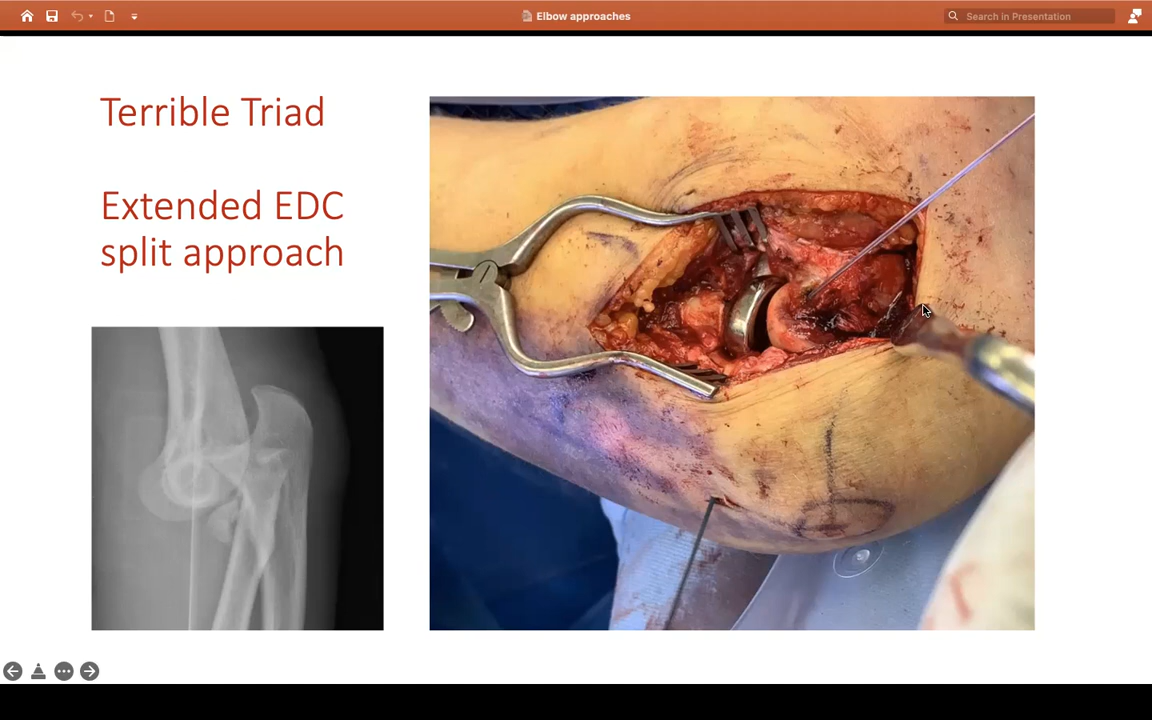 Elbow approaches
Search in Presentation
Terrible Triad
Extended EDC
split approach